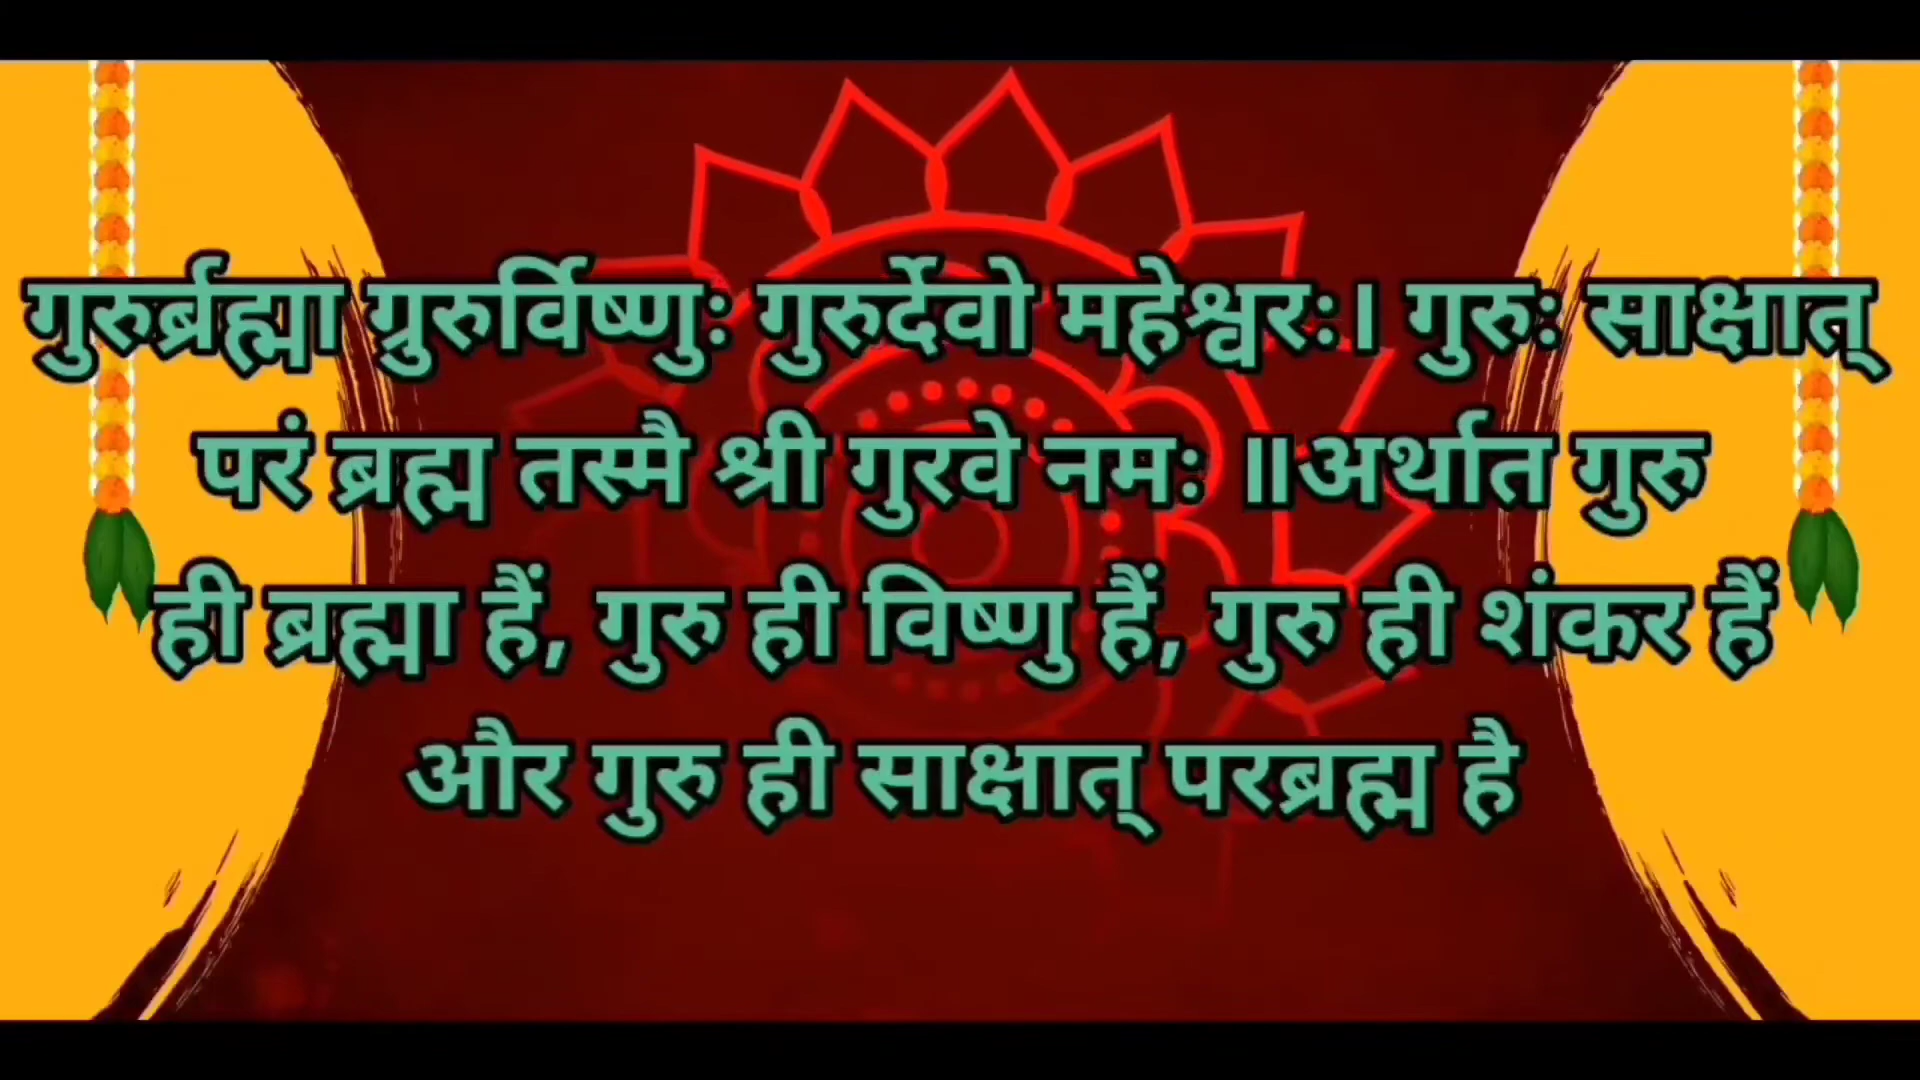 गुरुर्ब्रह्मा ग्रुरुर्विष्णुः गुरुर्देवो महेश्वरः। गुरुः साक्षात्
परं ब्रह्म तस्मै श्री गुरवे नमः ॥अर्थात गुरु
ही ब्रह्मा हैं, गुरु ही विष्णु हैं, गुरु ही शंकर हैं
और गुरु ही साक्षात् परब्रह्म है